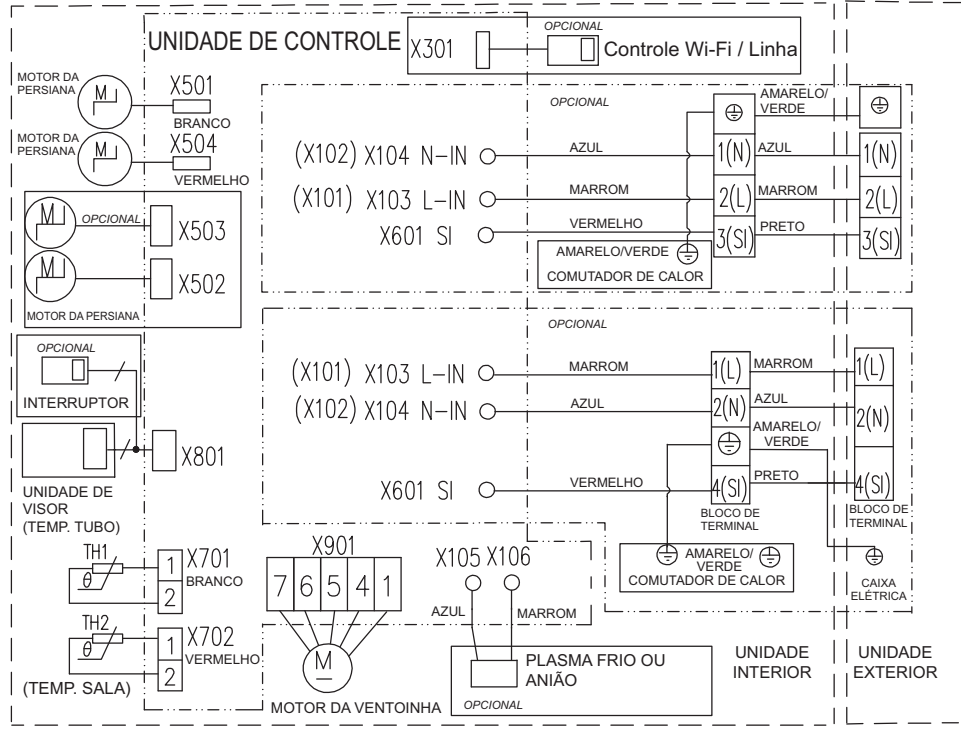 UNIDADE DE CONTROLE
X301
OPCIONAL
Controle Wi-Fi / Linha
MOTOR DA
PERSIANA
M
X501
BRANCO
MOTOR DA
PERSIANA
M
X504
VERMELHO
M
OPCIONAL
X503
M
X502
MOTOR DA PERSIANA
OPCIONAL
INTERRUPTOR
X801
UNIDADE DE
VISOR
(TEMP. TUBO)
TH1
θ
1
2
X701
BRANCO
TH2
θ
1
2
X702
VERMELHO
(TEMP. SALA)
OPCIONAL
AMARELO/
VERDE
(X102) X104 N-IN
AZUL
1(N)
AZUL
1(N)
(X101) X103 L-IN
MARROM
2(L)
MARROM
2(L)
X601 SI
VERMELHO
3(SI)
PRETO
3(SI)
AMARELO/VERDE
COMUTADOR DE CALOR
OPCIONAL
(X101) X103 L-IN
MARROM
1(L)
MARROM
1(L)
(X102) X104 N-IN
AZUL
2(N)
AZUL
2(N)
AMARELO/
VERDE
X601 SI
VERMELHO
4(SI)
PRETO
4(SI)
BLOCO DE
TERMINAL
BLOCO DE
TERMINAL
AMARELO/
VERDE
COMUTADOR DE CALOR
CAIXA
ELÉTRICA
X901
7 6 5 4 1
M
MOTOR DA VENTOINHA
X105 X106
AZUL
MARROM
PLASMA FRIO OU
ANIÃO
OPCIONAL
UNIDADE
INTERIOR
UNIDADE
EXTERIOR